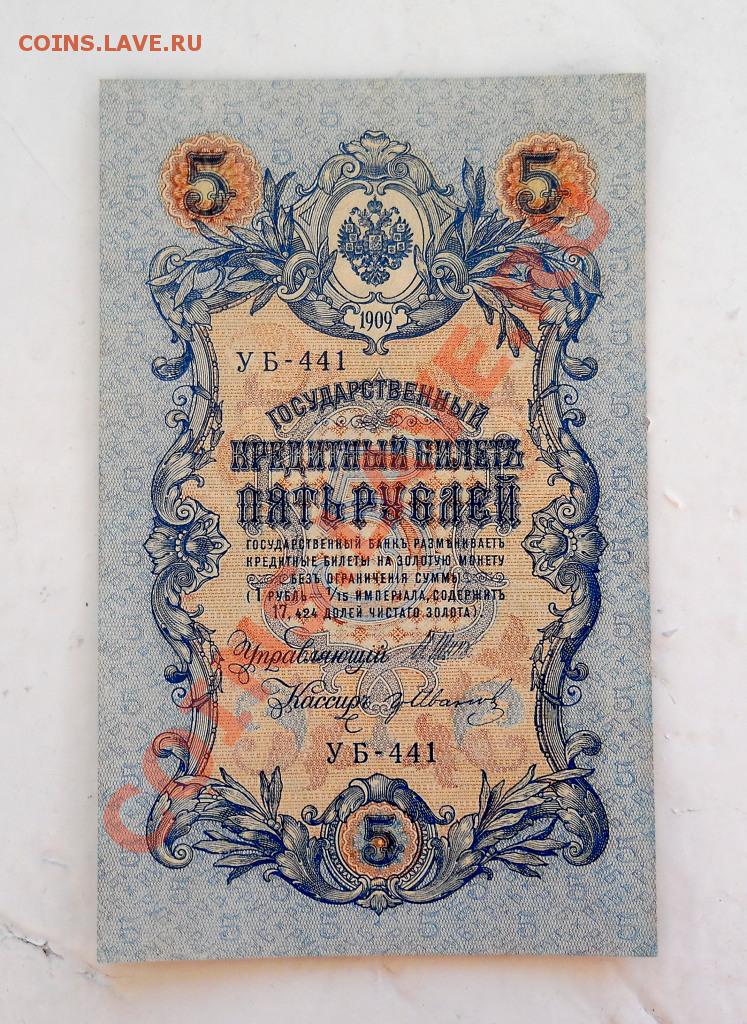 COINS.LAVE.RU
5 5
1909
УБ-441
ГОСУДАРСТВЕННЫЙ
КРЕДИТНЫЙ БИЛЕТЪ
ПЯТЬ РУБЛЕЙ
ГОСУДАРСТВЕННЫЙ БАНКЪ РАЗМѢНИВАЕТЪ
КРЕДИТНЫЕ БИЛЕТЫ НА ЗОЛОТУЮ МОНЕТУ
БЕЗЪ ОГРАНИЧЕНІЯ СУММЫ
(1 РУБЛЬ = 1/15 ИМПЕРІАЛА, СОДЕРЖИТЪ
17,424 ДОЛЕЙ ЧИСТАГО ЗОЛОТА).
Управляющій
Кассиръ
УБ-441
5